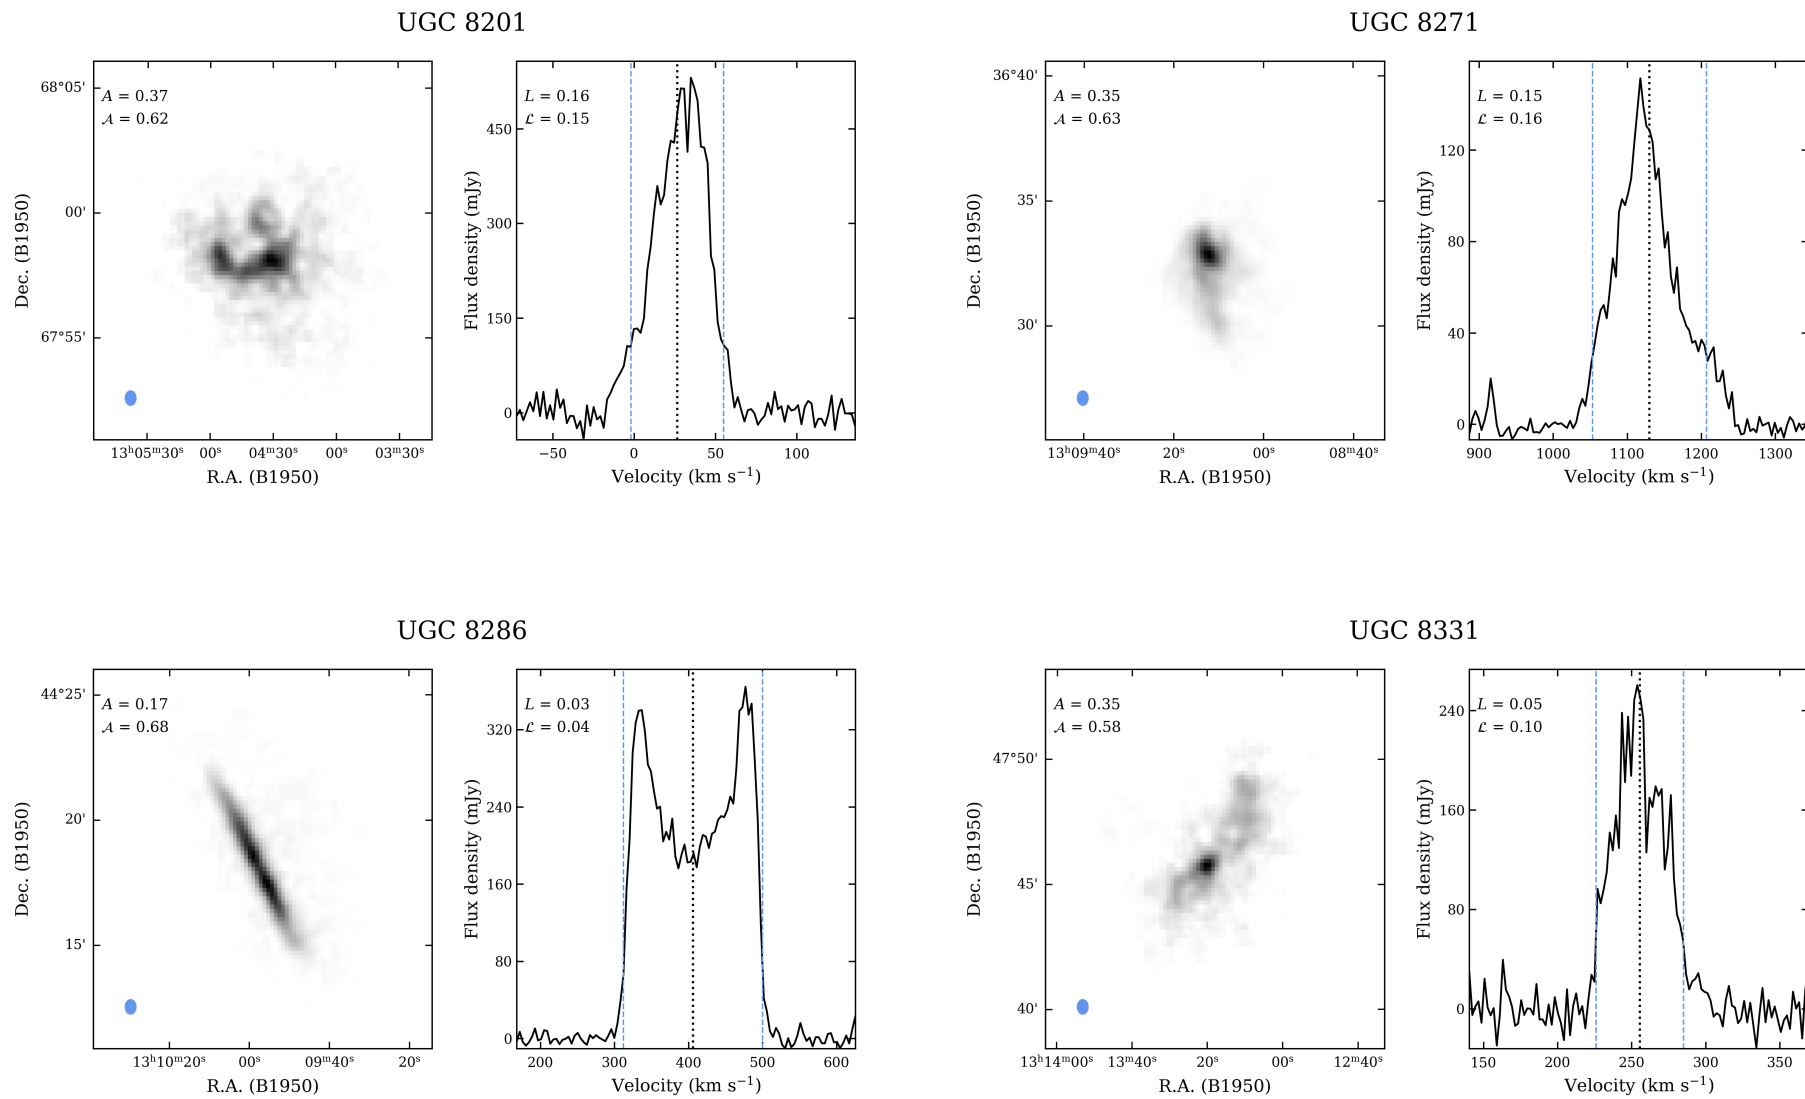 UGC 8201
A = 0.37
𝒜 = 0.62
68°05'
00'
67°55'
Dec. (B1950)
13ʰ05ᵐ30ˢ 00ˢ 04ᵐ30ˢ 00ˢ 03ᵐ30ˢ
R.A. (B1950)
L = 0.16
ℒ = 0.15
450
300
150
0
Flux density (mJy)
−50 0 50 100
Velocity (km s⁻¹)
UGC 8271
A = 0.35
𝒜 = 0.63
36°40'
35'
30'
Dec. (B1950)
13ʰ09ᵐ40ˢ 20ˢ 00ˢ 08ᵐ40ˢ
R.A. (B1950)
L = 0.15
ℒ = 0.16
120
80
40
0
Flux density (mJy)
900 1000 1100 1200 1300
Velocity (km s⁻¹)
UGC 8286
A = 0.17
𝒜 = 0.68
44°25'
20'
15'
Dec. (B1950)
13ʰ10ᵐ20ˢ 00ˢ 09ᵐ40ˢ 20ˢ
R.A. (B1950)
L = 0.03
ℒ = 0.04
320
240
160
80
0
Flux density (mJy)
200 300 400 500 600
Velocity (km s⁻¹)
UGC 8331
A = 0.35
𝒜 = 0.58
47°50'
45'
40'
Dec. (B1950)
13ʰ14ᵐ00ˢ 13ᵐ40ˢ 20ˢ 00ˢ 12ᵐ40ˢ
R.A. (B1950)
L = 0.05
ℒ = 0.10
240
160
80
0
Flux density (mJy)
150 200 250 300 350
Velocity (km s⁻¹)